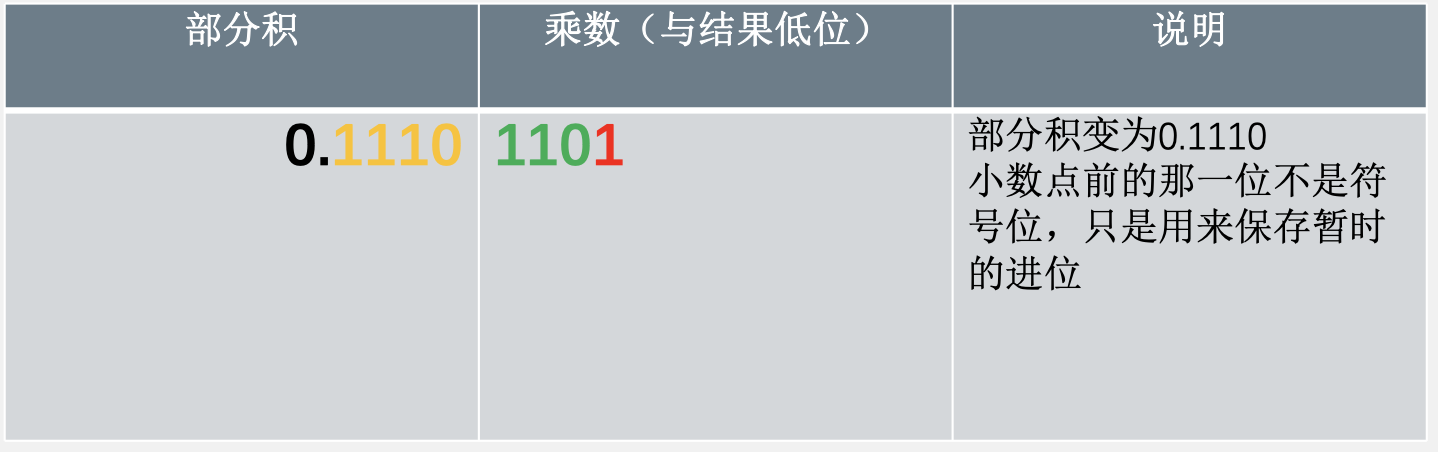 部分积 乘数（与结果低位） 说明
0.1110 1101 部分积变为0.1110
小数点前的那一位不是符
号位，只是用来保存暂时
的进位